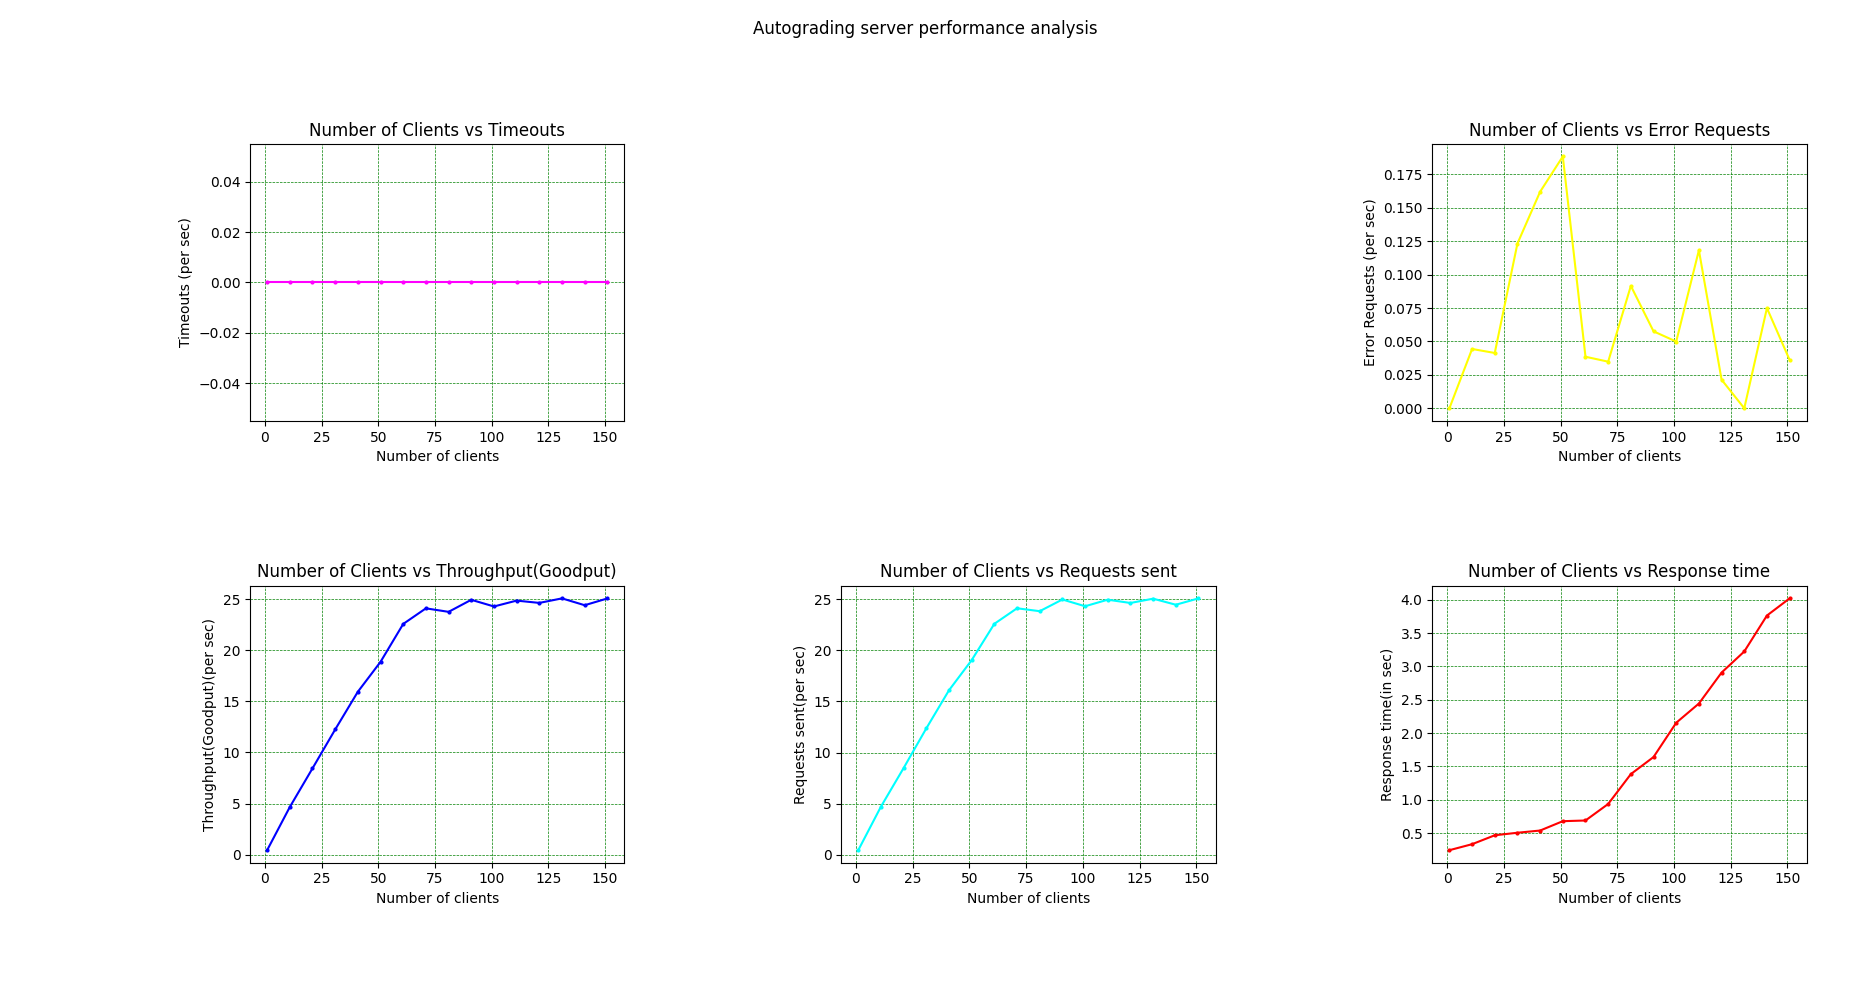 Autograding server performance analysis
Number of Clients vs Timeouts
Timeouts (per sec)
0.04
0.02
0.00
−0.02
−0.04
0 25 50 75 100 125 150
Number of clients
Number of Clients vs Error Requests
Error Requests (per sec)
0.175
0.150
0.125
0.100
0.075
0.050
0.025
0.000
0 25 50 75 100 125 150
Number of clients
Number of Clients vs Throughput(Goodput)
Throughput(Goodput)(per sec)
25
20
15
10
5
0
0 25 50 75 100 125 150
Number of clients
Number of Clients vs Requests sent
Requests sent(per sec)
25
20
15
10
5
0
0 25 50 75 100 125 150
Number of clients
Number of Clients vs Response time
Response time(in sec)
4.0
3.5
3.0
2.5
2.0
1.5
1.0
0.5
0 25 50 75 100 125 150
Number of clients